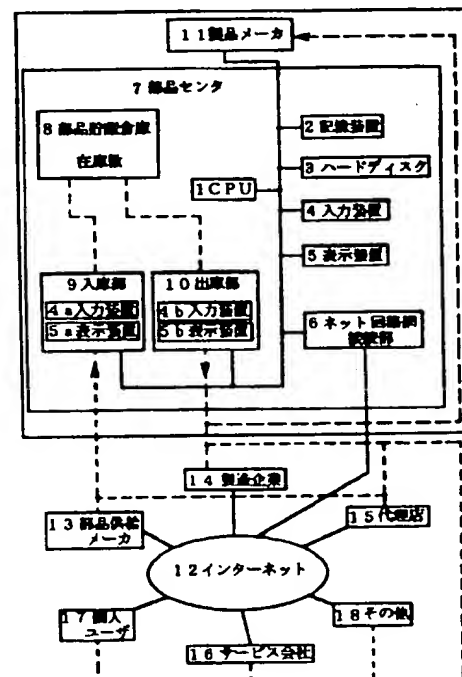 11製品メーカ
7部品センタ
8部品貯蔵倉庫
在庫数
2記憶装置
3ハードディスク
1CPU
4入力装置
5表示装置
9入庫部
4a入力装置
5a表示装置
10出庫部
4b入力装置
5b表示装置
6ネット回路網
接続部
14製造企業
13部品供給
メーカ
15代理店
12インターネット
17個人
ユーザ
18その他
16サービス会社